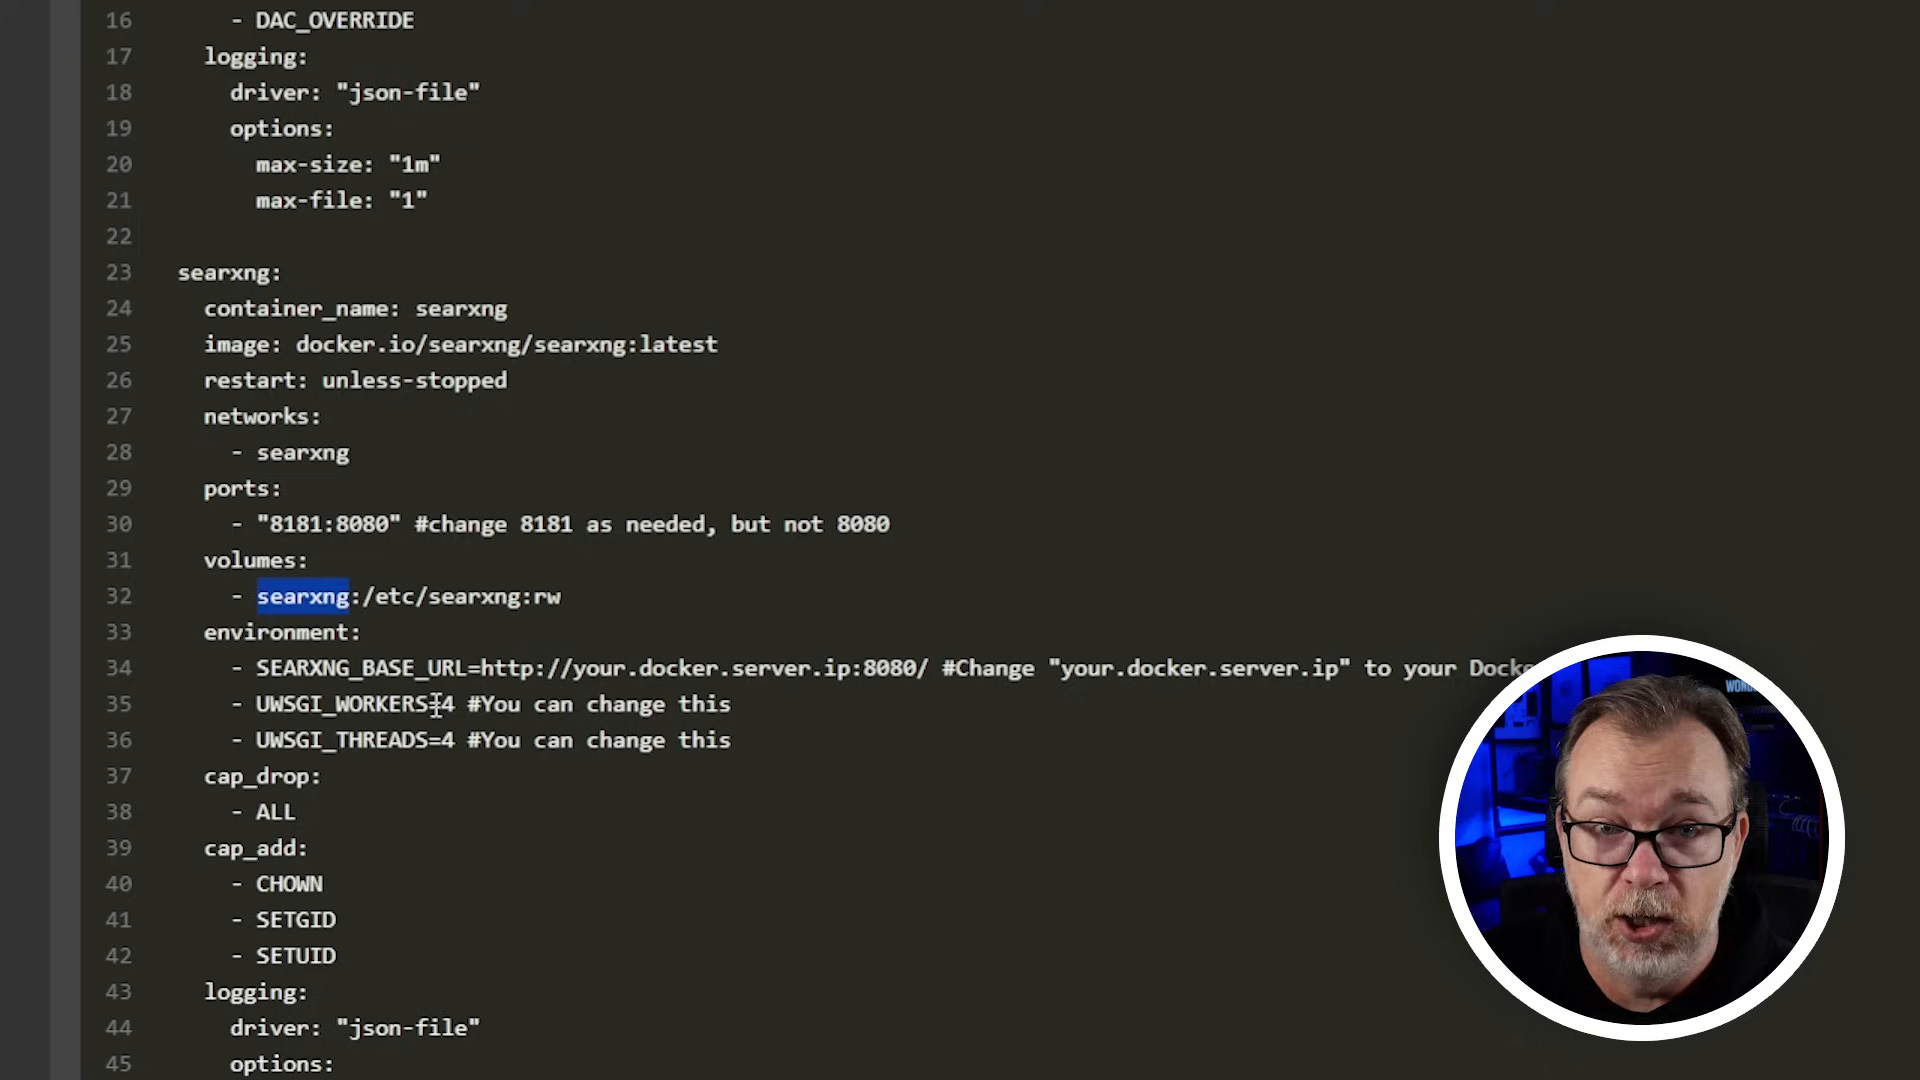 16 - DAC_OVERRIDE
17 logging:
18 driver: "json-file"
19 options:
20 max-size: "1m"
21 max-file: "1"
22
23 searxng:
24 container_name: searxng
25 image: docker.io/searxng/searxng:latest
26 restart: unless-stopped
27 networks:
28 - searxng
29 ports:
30 - "8181:8080" #change 8181 as needed, but not 8080
31 volumes:
32 - searxng:/etc/searxng:rw
33 environment:
34 - SEARXNG_BASE_URL=http://your.docker.server.ip:8080/ #Change "your.docker.server.ip" to your
35 - UWSGI_WORKERS=4 #You can change this
36 - UWSGI_THREADS=4 #You can change this
37 cap_drop:
38 - ALL
39 cap_add:
40 - CHOWN
41 - SETGID
42 - SETUID
43 logging:
44 driver: "json-file"
45 options: